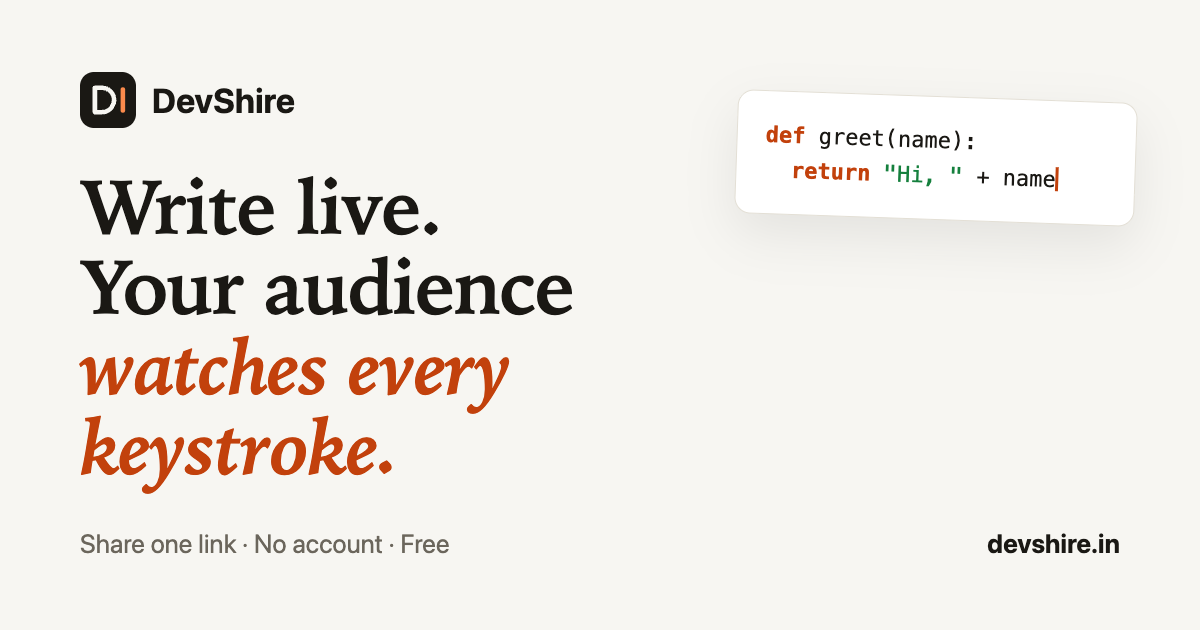 DI
DevShire
def greet(name):
  return "Hi, " + name
Write live.
Your audience
watches every
keystroke.
Share one link · No account · Free
devshire.in